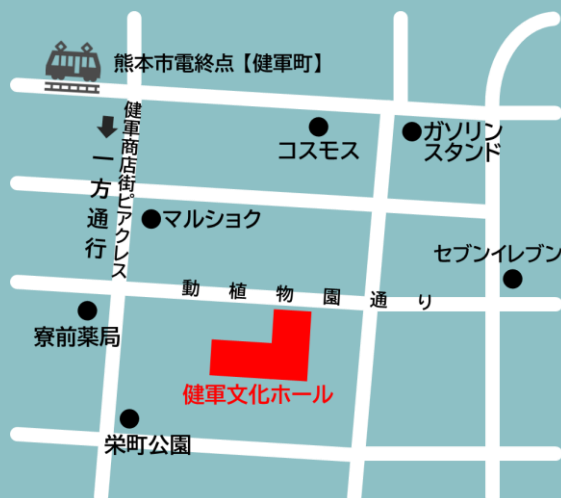 熊本市電終点【健軍町】
健軍商店街ピアクレス
一方通行
コスモス
ガソリン
スタンド
マルショク
セブンイレブン
動植物園通り
寮前薬局
健軍文化ホール
栄町公園